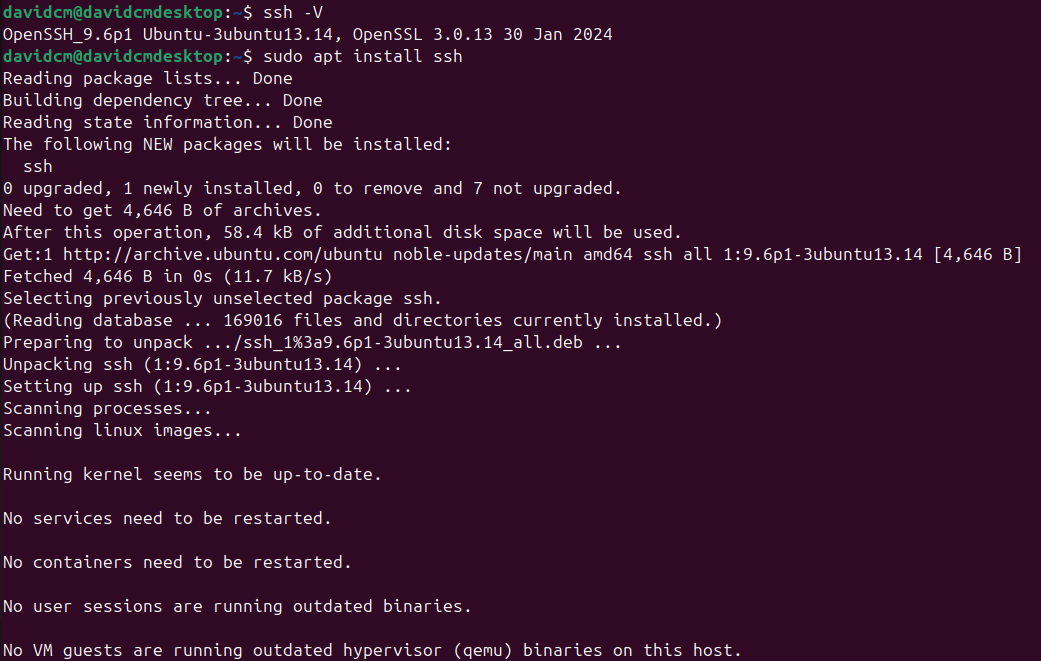 davidcm@davidcmdesktop:~$ ssh -V
OpenSSH_9.6p1 Ubuntu-3ubuntu13.14, OpenSSL 3.0.13 30 Jan 2024
davidcm@davidcmdesktop:~$ sudo apt install ssh
Reading package lists... Done
Building dependency tree... Done
Reading state information... Done
The following NEW packages will be installed:
  ssh
0 upgraded, 1 newly installed, 0 to remove and 7 not upgraded.
Need to get 4,646 B of archives.
After this operation, 58.4 kB of additional disk space will be used.
Get:1 http://archive.ubuntu.com/ubuntu noble-updates/main amd64 ssh all 1:9.6p1-3ubuntu13.14 [4,646 B]
Fetched 4,646 B in 0s (11.7 kB/s)
Selecting previously unselected package ssh.
(Reading database ... 169016 files and directories currently installed.)
Preparing to unpack .../ssh_1%3a9.6p1-3ubuntu13.14_all.deb ...
Unpacking ssh (1:9.6p1-3ubuntu13.14) ...
Setting up ssh (1:9.6p1-3ubuntu13.14) ...
Scanning processes...
Scanning linux images...
Running kernel seems to be up-to-date.
No services need to be restarted.
No containers need to be restarted.
No user sessions are running outdated binaries.
No VM guests are running outdated hypervisor (qemu) binaries on this host.